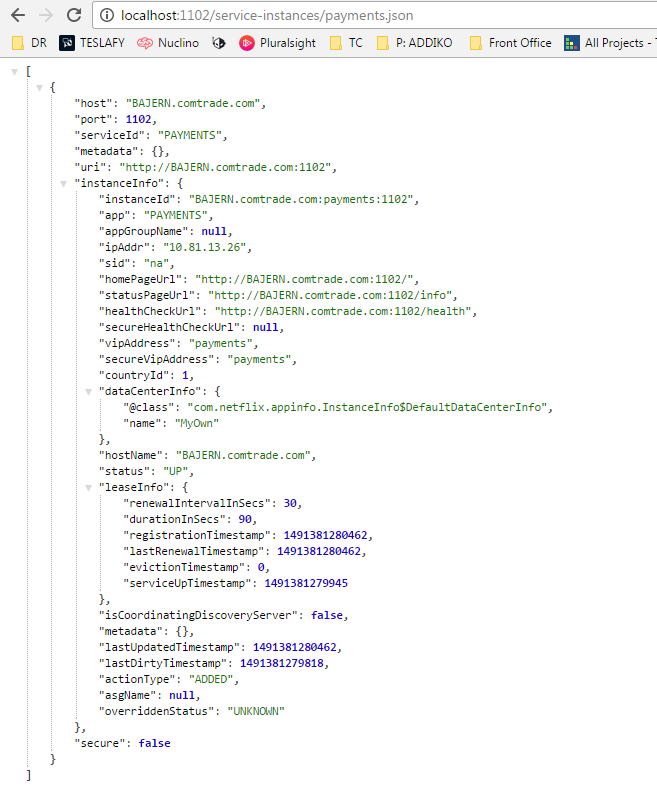 localhost:1102/service-instances/payments.json
DR TESLAFY Nuclino Pluralsight TC P: ADDIKO Front Office All Projects - T
[
{
"host": "BAJERN.comtrade.com",
"port": 1102,
"serviceId": "PAYMENTS",
"metadata": {},
"uri": "http://BAJERN.comtrade.com:1102",
"instanceInfo": {
"instanceId": "BAJERN.comtrade.com:payments:1102",
"app": "PAYMENTS",
"appGroupName": null,
"ipAddr": "10.81.13.26",
"sid": "na",
"homePageUrl": "http://BAJERN.comtrade.com:1102/",
"statusPageUrl": "http://BAJERN.comtrade.com:1102/info",
"healthCheckUrl": "http://BAJERN.comtrade.com:1102/health",
"secureHealthCheckUrl": null,
"vipAddress": "payments",
"secureVipAddress": "payments",
"countryId": 1,
"dataCenterInfo": {
"@class": "com.netflix.appinfo.InstanceInfo$DefaultDataCenterInfo",
"name": "MyOwn"
},
"hostName": "BAJERN.comtrade.com",
"status": "UP",
"leaseInfo": {
"renewalIntervalInSecs": 30,
"durationInSecs": 90,
"registrationTimestamp": 1491381280462,
"lastRenewalTimestamp": 1491381280462,
"evictionTimestamp": 0,
"serviceUpTimestamp": 1491381279945
},
"isCoordinatingDiscoveryServer": false,
"metadata": {},
"lastUpdatedTimestamp": 1491381280462,
"lastDirtyTimestamp": 1491381279818,
"actionType": "ADDED",
"asgName": null,
"overriddenStatus": "UNKNOWN"
},
"secure": false
}
]